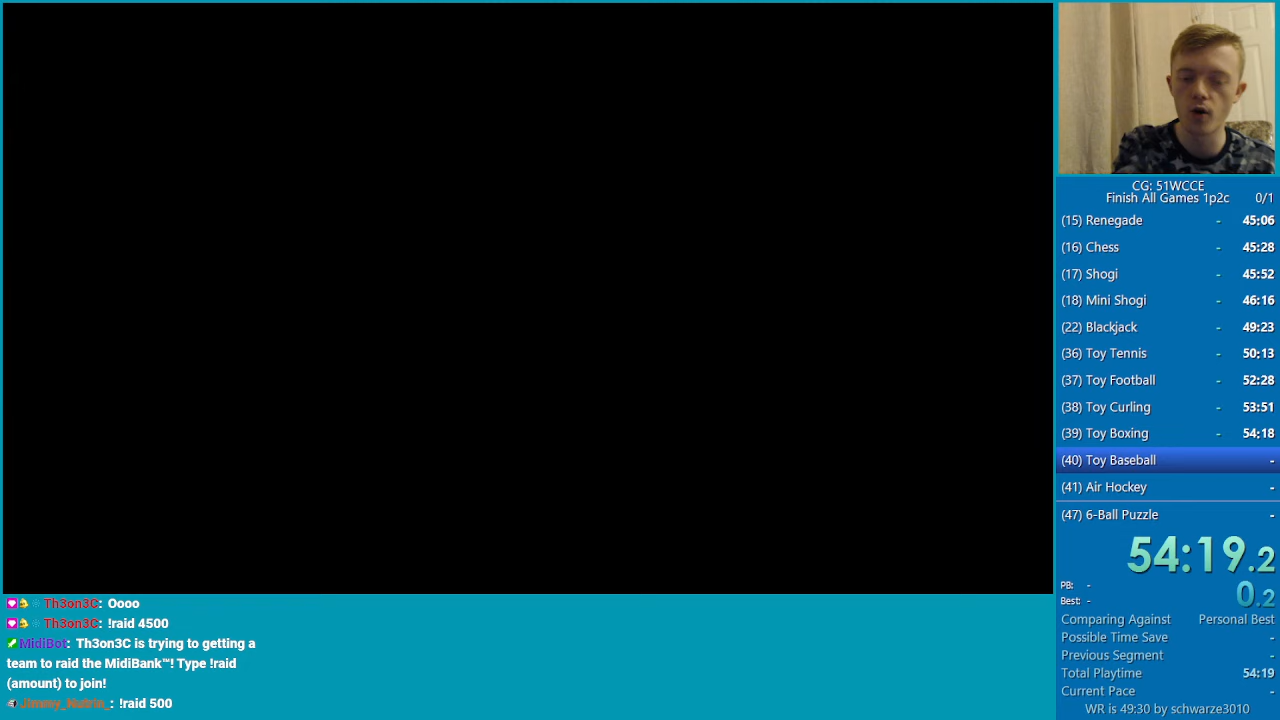 CG: 51WCCE
Finish All Games 1p2c 0/1
(15) Renegade - 45:06
(16) Chess - 45:28
(17) Shogi - 45:52
(18) Mini Shogi - 46:16
(22) Blackjack - 49:23
(36) Toy Tennis - 50:13
(37) Toy Football - 52:28
(38) Toy Curling - 53:51
(39) Toy Boxing - 54:18
(40) Toy Baseball -
(41) Air Hockey -
(47) 6-Ball Puzzle -
54:19.2
PB: - 
Best: - 0.2
Comparing Against Personal Best
Possible Time Save -
Previous Segment -
Total Playtime 54:19
Current Pace -
WR is 49:30 by schwarze3010
Th3on3C: Oooo
Th3on3C: !raid 4500
MidiBot: Th3on3C is trying to getting a
team to raid the MidiBank™! Type !raid
(amount) to join!
Jimmy_Nutrin_: !raid 500